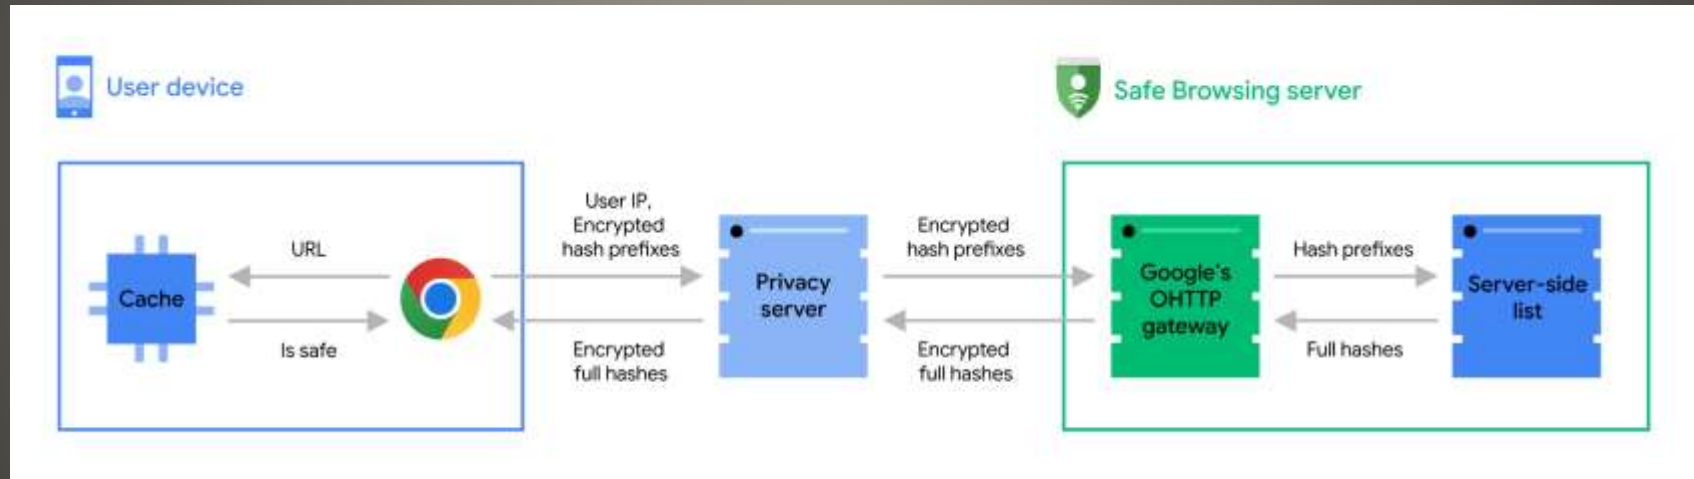 User device
Safe Browsing server
Cache
URL
Is safe
User IP,
Encrypted
hash prefixes
Encrypted
full hashes
Privacy
server
Encrypted
hash prefixes
Encrypted
full hashes
Google's
OHTTP
gateway
Hash prefixes
Full hashes
Server-side
list